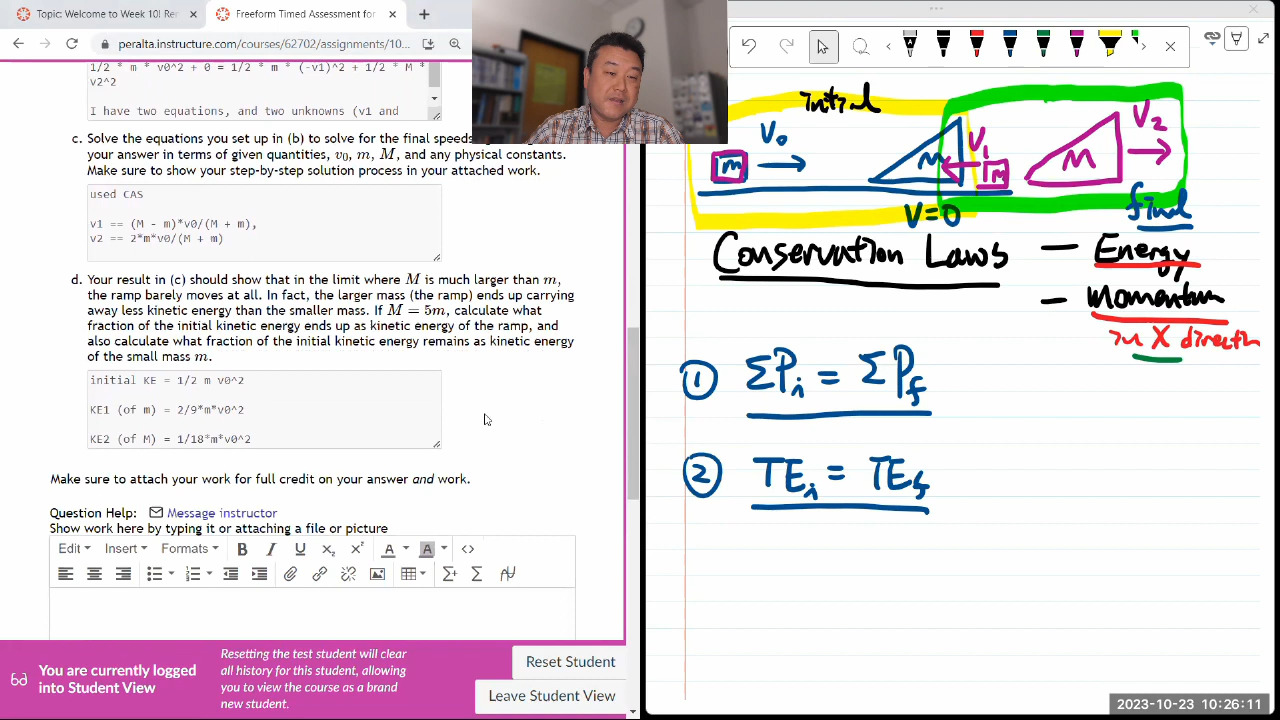 Topic: Welcome to Week 10! Re
Freeform Timed Assessment for
peralta.instructure.com/courses/62702/assignments/10...
1/2 * m * v0^2 + 0 = 1/2 * m * (-v1)^2 + 1/2 * M *
v2^2
I
equations, and two unknowns (v1 and
c. Solve the equations you set up in (b) to solve for the final speeds
your answer in terms of given quantities, v0, m, M, and any physical constants.
Make sure to show your step-by-step solution process in your attached work.
used CAS
v1 == (M - m)*v0/(M + m),
v2 == 2*m*v0/(M + m)
d. Your result in (c) should show that in the limit where M is much larger than m,
the ramp barely moves at all. In fact, the larger mass (the ramp) ends up carrying
away less kinetic energy than the smaller mass. If M = 5m, calculate what
fraction of the initial kinetic energy ends up as kinetic energy of the ramp, and
also calculate what fraction of the initial kinetic energy remains as kinetic energy
of the small mass m.
initial KE = 1/2 m v0^2
KE1 (of m) = 2/9*m*v0^2
KE2 (of M) = 1/18*m*v0^2
Make sure to attach your work for full credit on your answer and work.
Question Help: Message instructor
Show work here by typing it or attaching a file or picture
Edit Insert Formats B I U X₂ X² A A <>
You are currently logged
into Student View
Resetting the test student will clear
all history for this student, allowing
you to view the course as a brand
new student.
Reset Student
Leave Student View
initial
V₀
m
M
V=0
V₁
m
M
V₂
final
Conservation Laws — Energy
— Momentum
in X direction
① ΣPi = ΣPf
② TEi = TEf
2023-10-23 10:26:11